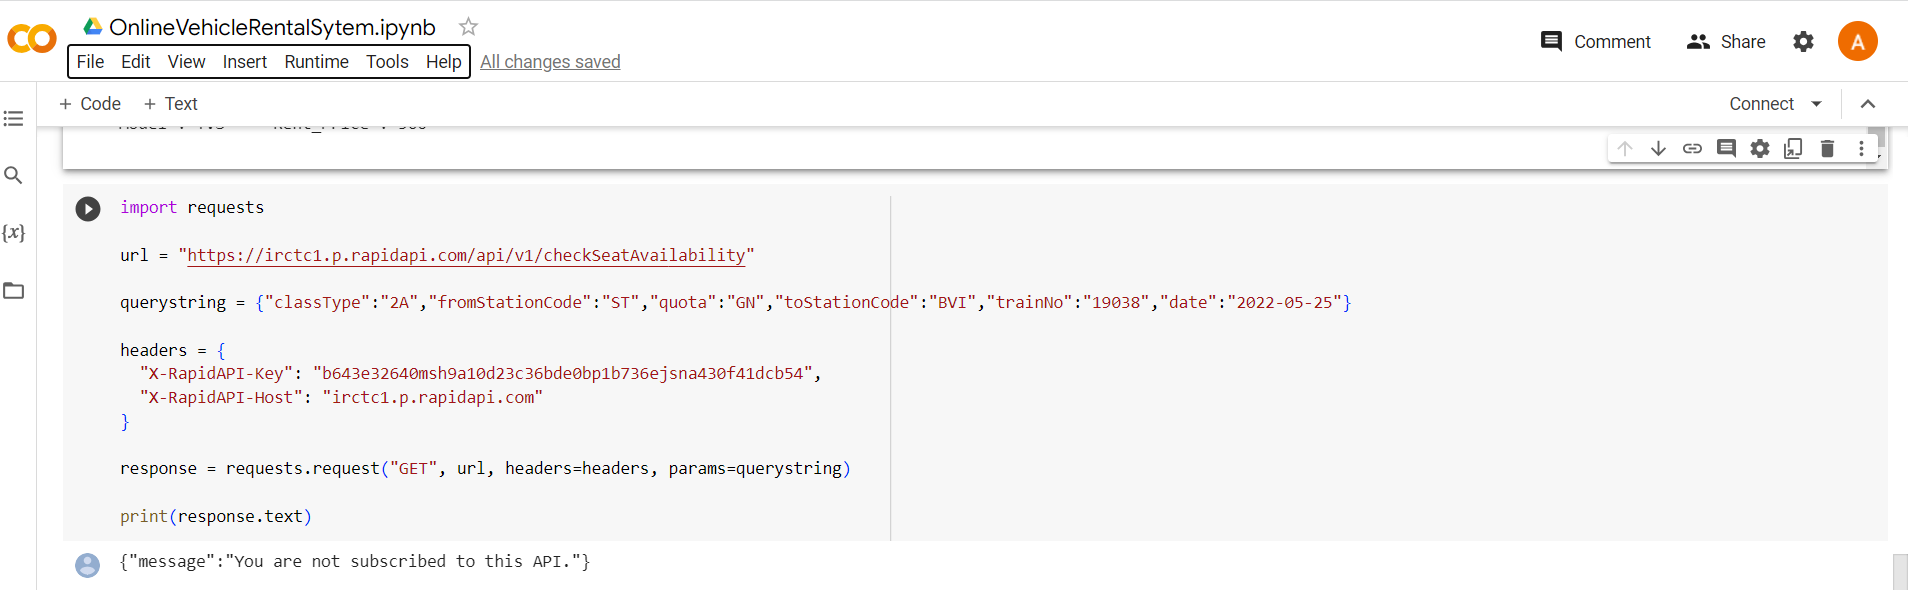 OnlineVehicleRentalSytem.ipynb
File Edit View Insert Runtime Tools Help All changes saved
Comment Share A
+ Code + Text
Connect
{x}
import requests
url = "https://irctc1.p.rapidapi.com/api/v1/checkSeatAvailability"
querystring = {"classType":"2A","fromStationCode":"ST","quota":"GN","toStationCode":"BVI","trainNo":"19038","date":"2022-05-25"}
headers = {
"X-RapidAPI-Key": "b643e32640msh9a10d23c36bde0bp1b736ejsna430f41dcb54",
"X-RapidAPI-Host": "irctc1.p.rapidapi.com"
}
response = requests.request("GET", url, headers=headers, params=querystring)
print(response.text)
{"message":"You are not subscribed to this API."}